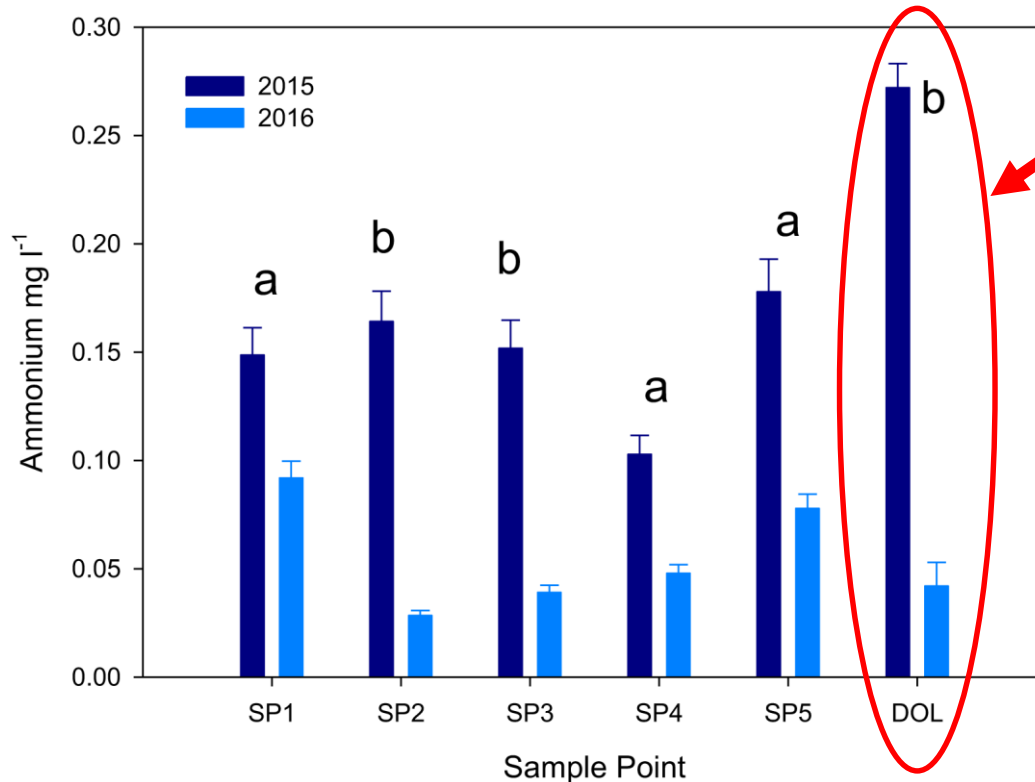 0.30
0.25
0.20
0.15
0.10
0.05
0.00
Ammonium mg l⁻¹
2015
2016
a
b
b
a
a
b
SP1 SP2 SP3 SP4 SP5 DOL
Sample Point